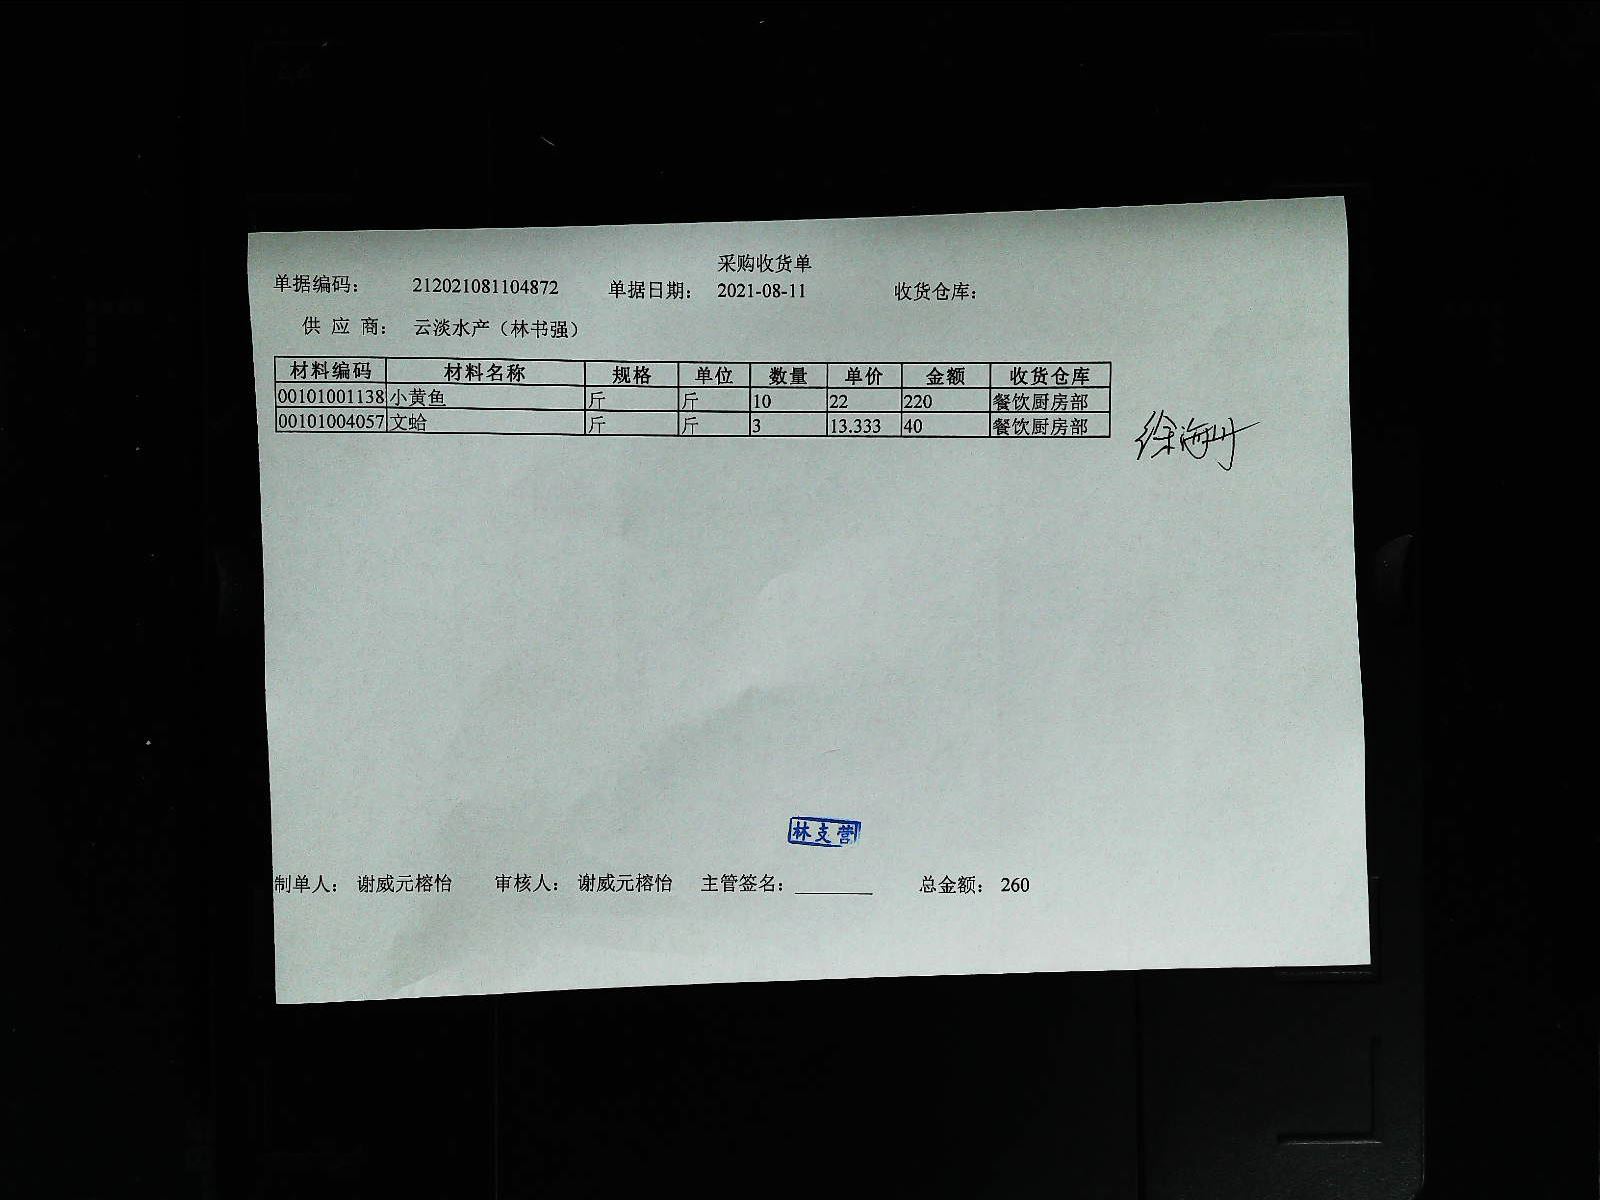 采购收货单
单据编码： 212021081104872 单据日期： 2021-08-11 收货仓库：
供 应 商： 云淡水产（林书强）
材料编码 材料名称 规格 单位 数量 单价 金额 收货仓库
00101001138 小黄鱼 斤 斤 10 22 220 餐饮厨房部
00101004057 文蛤 斤 斤 3 13.333 40 餐饮厨房部
徐海叶
林支营
制单人： 谢威元榕怡 审核人： 谢威元榕怡 主管签名：________ 总金额： 260